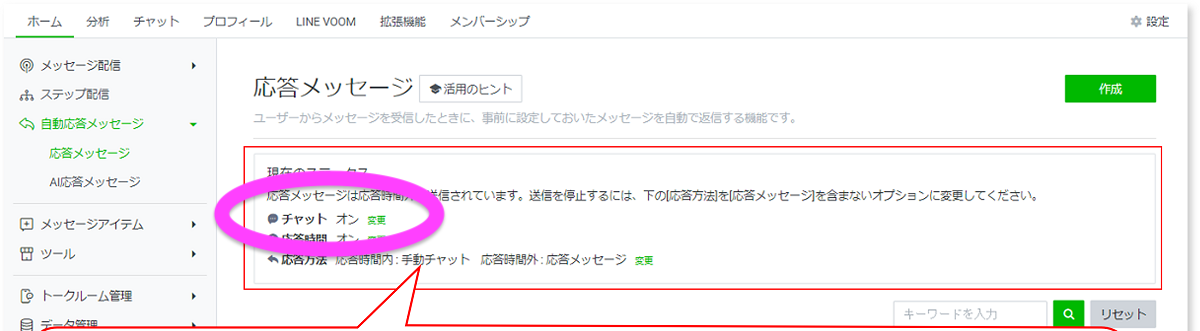 ホーム 分析 チャット プロフィール LINE VOOM 拡張機能 メンバーシップ 設定
メッセージ配信
ステップ配信
自動応答メッセージ
応答メッセージ
AI応答メッセージ
メッセージアイテム
ツール
トークルーム管理
データ管理
応答メッセージ 活用のヒント 作成
ユーザーからメッセージを受信したときに、事前に設定しておいたメッセージを自動で返信する機能です。
現在のステータス
応答メッセージは応答時間外 送信されています。送信を停止するには、下の[応答方法]を[応答メッセージ]を含まないオプションに変更してください。
チャット オン 変更
応答時間 オン 変更
応答方法 応答時間内 : 手動チャット 応答時間外 : 応答メッセージ 変更
キーワードを入力 リセット